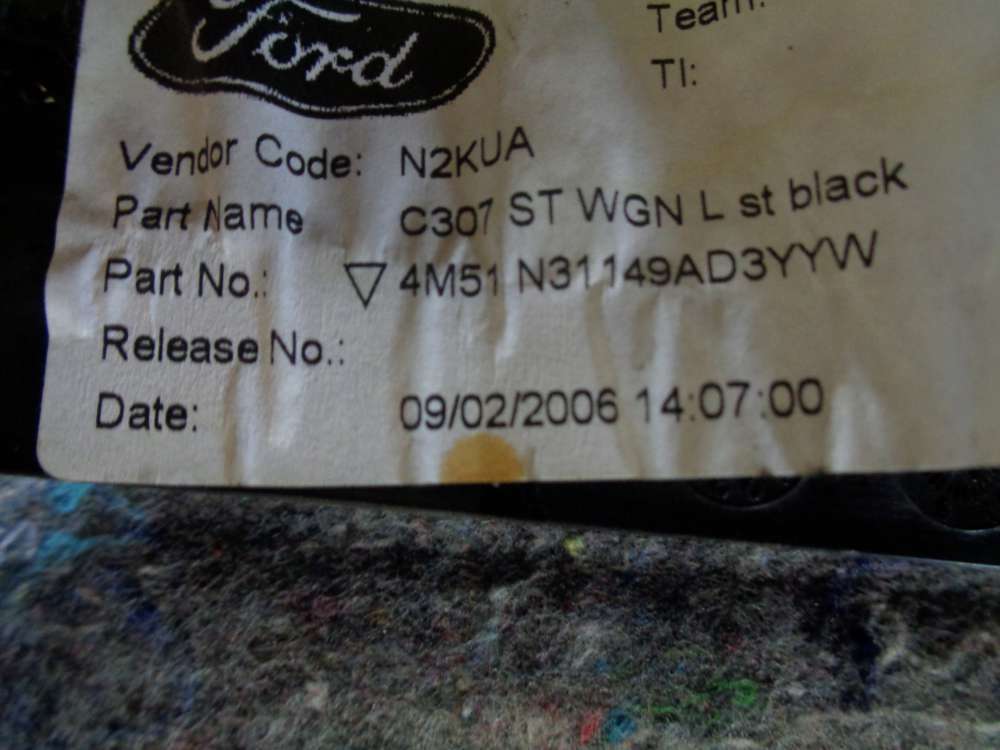 Ford
Team:
TI:
Vendor Code: N2KUA
Part Name C307 ST WGN L st black
Part No.: ▽ 4M51 N31149AD3YYW
Release No.:
Date: 09/02/2006 14:07:00